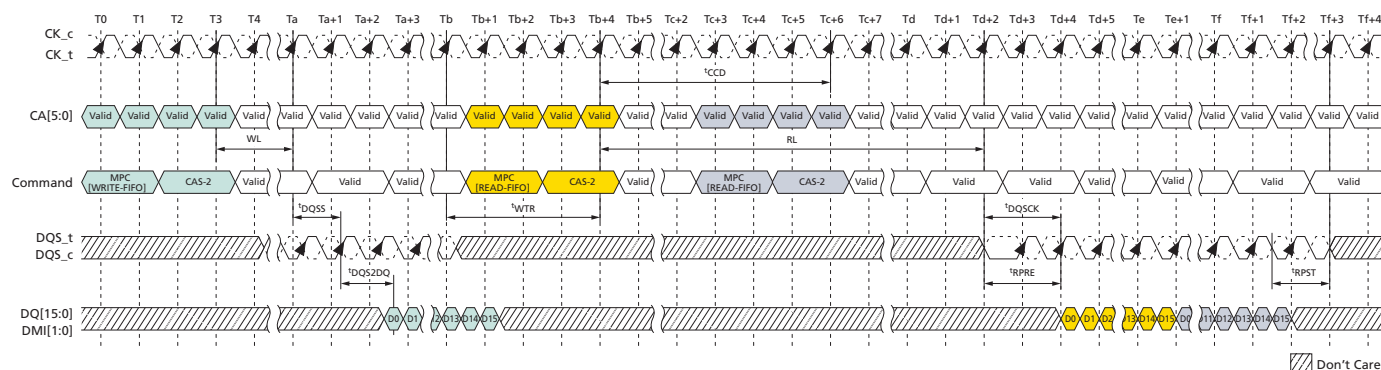 T0 T1 T2 T3 T4 Ta Ta+1 Ta+2 Ta+3 Tb Tb+1 Tb+2 Tb+3 Tb+4 Tb+5 Tc+2 Tc+3 Tc+4 Tc+5 Tc+6 Tc+7 Td Td+1 Td+2 Td+3 Td+4 Td+5 Te Te+1 Tf Tf+1 Tf+2 Tf+3 Tf+4
CK_c
CK_t
tCCD
CA[5:0] Valid Valid Valid Valid Valid Valid Valid Valid Valid Valid Valid Valid Valid Valid Valid Valid Valid Valid Valid Valid Valid Valid Valid Valid Valid Valid Valid Valid Valid Valid Valid Valid Valid Valid
WL RL
Command MPC [WRITE-FIFO] CAS-2 Valid Valid Valid Valid MPC [READ-FIFO] CAS-2 Valid Valid MPC [READ-FIFO] CAS-2 Valid Valid Valid Valid Valid Valid Valid Valid
tDQSS tWTR tDQSCK
DQS_t
DQS_c
tDQS2DQ tRPRE tRPST
DQ[15:0] D0 D1 D13 D14 D15 D0 D1 D2 D14 D15 D0 D12 D13 D14 D15
DMI[1:0]
Don't Care